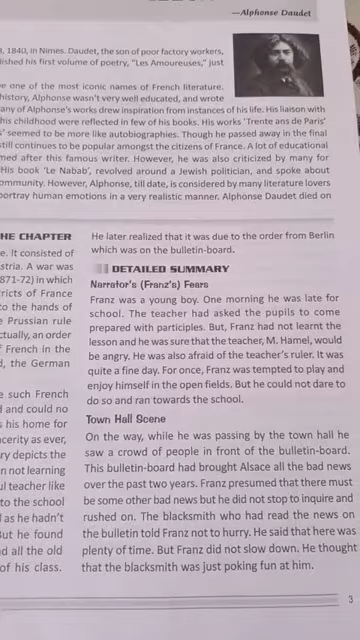 —Alphonse Daudet
, 1840, in Nimes. Daudet, the son of poor factory workers,
lished his first volume of poetry, "Les Amoureuses," just
e one of the most iconic names of French literature.
history, Alphonse wasn't very well educated, and wrote
any of Alphonse's works drew inspiration from instances of his life. His liaison with
his childhood were reflected in few of his books. His works 'Trente ans de Paris'
' seemed to be more like autobiographies. Though he passed away in the final
still continues to be popular amongst the citizens of France. A lot of educational
med after this famous writer. However, he was also criticized by many for
His book 'Le Nabab', revolved around a Jewish politician, and spoke about
ommunity. However, Alphonse, till date, is considered by many literature lovers
portray human emotions in a very realistic manner. Alphonse Daudet died on
HE CHAPTER
e. It consisted of
stria. A war was
871-72) in which
ricts of France
to the hands of
e Prussian rule
ctually, an order
f French in the
d, the German
e such French
d and could no
s his home for
ncerity as ever,
ry depicts the
n not learning
ul teacher like
to the school
l as he hadn't
But he found
nd all the old
of his class.
He later realized that it was due to the order from Berlin
which was on the bulletin-board.
DETAILED SUMMARY
Narrator's (Franz's) Fears
Franz was a young boy. One morning he was late for
school. The teacher had asked the pupils to come
prepared with participles. But, Franz had not learnt the
lesson and he was sure that the teacher, M. Hamel, would
be angry. He was also afraid of the teacher's ruler. It was
quite a fine day. For once, Franz was tempted to play and
enjoy himself in the open fields. But he could not dare to
do so and ran towards the school.
Town Hall Scene
On the way, while he was passing by the town hall he
saw a crowd of people in front of the bulletin-board.
This bulletin-board had brought Alsace all the bad news
over the past two years. Franz presumed that there must
be some other bad news but he did not stop to inquire and
rushed on. The blacksmith who had read the news on
the bulletin told Franz not to hurry. He said that there was
plenty of time. But Franz did not slow down. He thought
that the blacksmith was just poking fun at him.
3